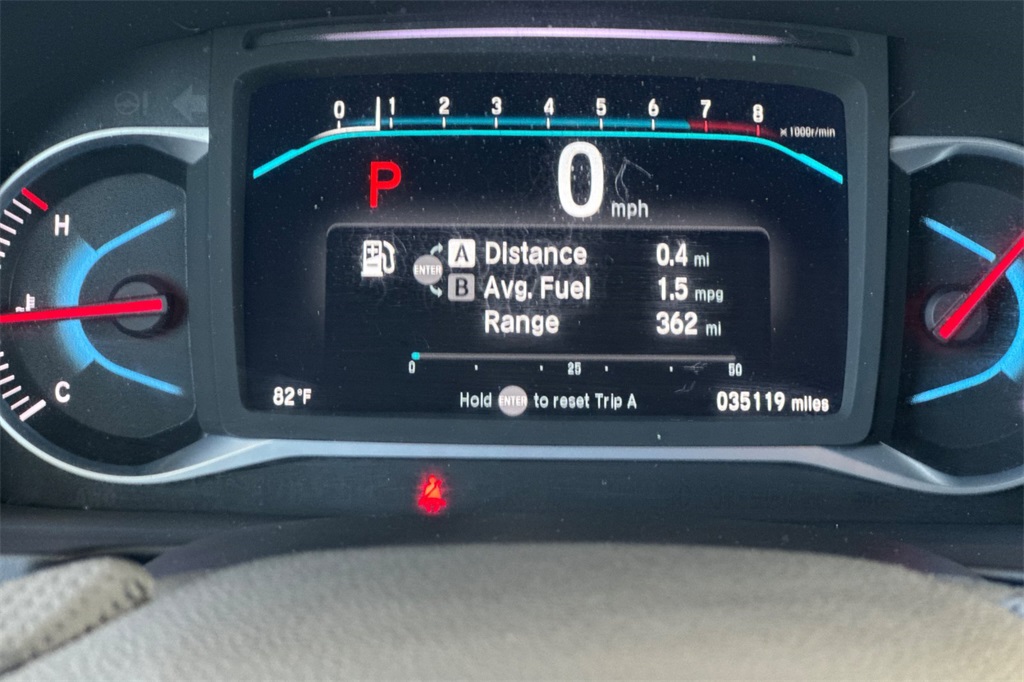 0 1 2 3 4 5 6 7 8
x1000r/min
P 0 mph
H
A Distance 0.4 mi
ENTER
B Avg. Fuel 1.5 mpg
Range 362 mi
0 25 50
C
82°F Hold ENTER to reset Trip A 035119 miles